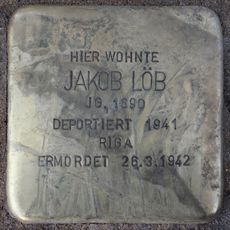 HIER WOHNTE
JAKOB LÖB
JG. 1890
DEPORTIERT 1941
RIGA
ERMORDET 26.3.1942